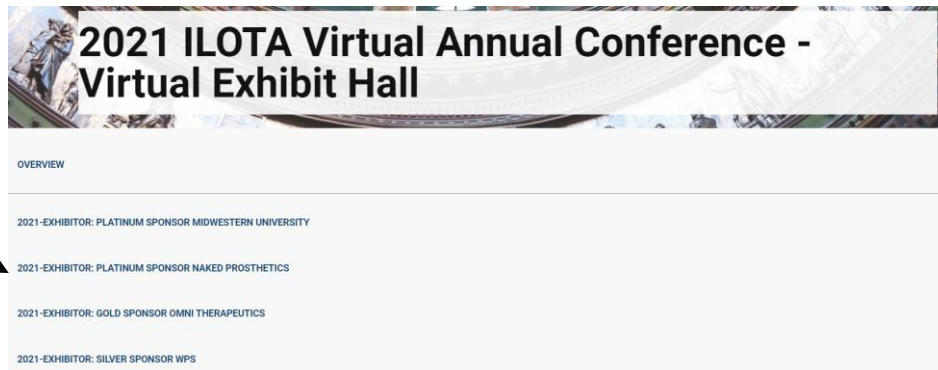 2021 ILOTA Virtual Annual Conference -
Virtual Exhibit Hall
OVERVIEW
2021-EXHIBITOR: PLATINUM SPONSOR MIDWESTERN UNIVERSITY
2021-EXHIBITOR: PLATINUM SPONSOR NAKED PROSTHETICS
2021-EXHIBITOR: GOLD SPONSOR OMNI THERAPEUTICS
2021-EXHIBITOR: SILVER SPONSOR WPS